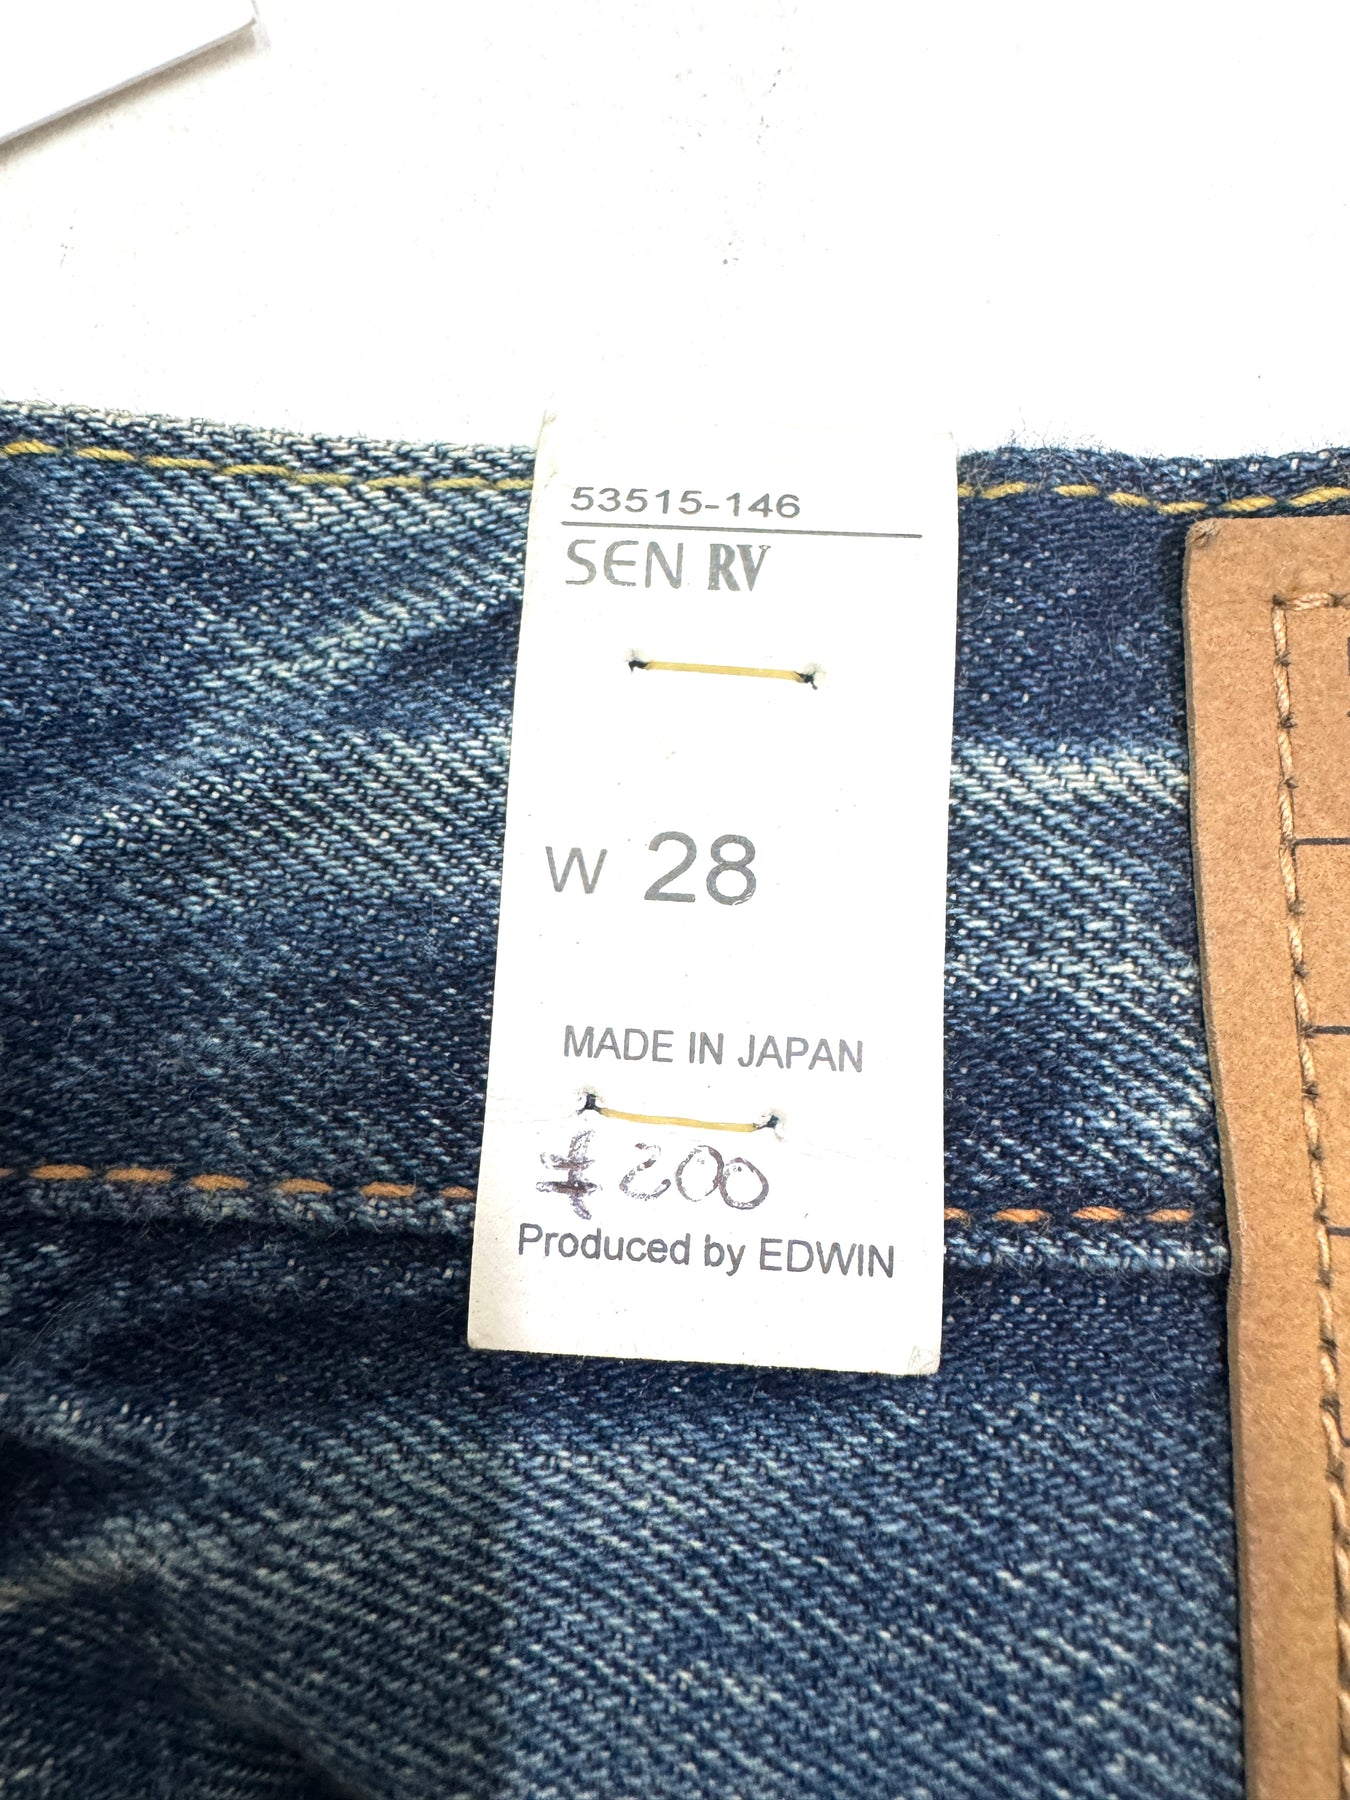 53515-146
SEN RV
W 28
MADE IN JAPAN
¥200
Produced by EDWIN